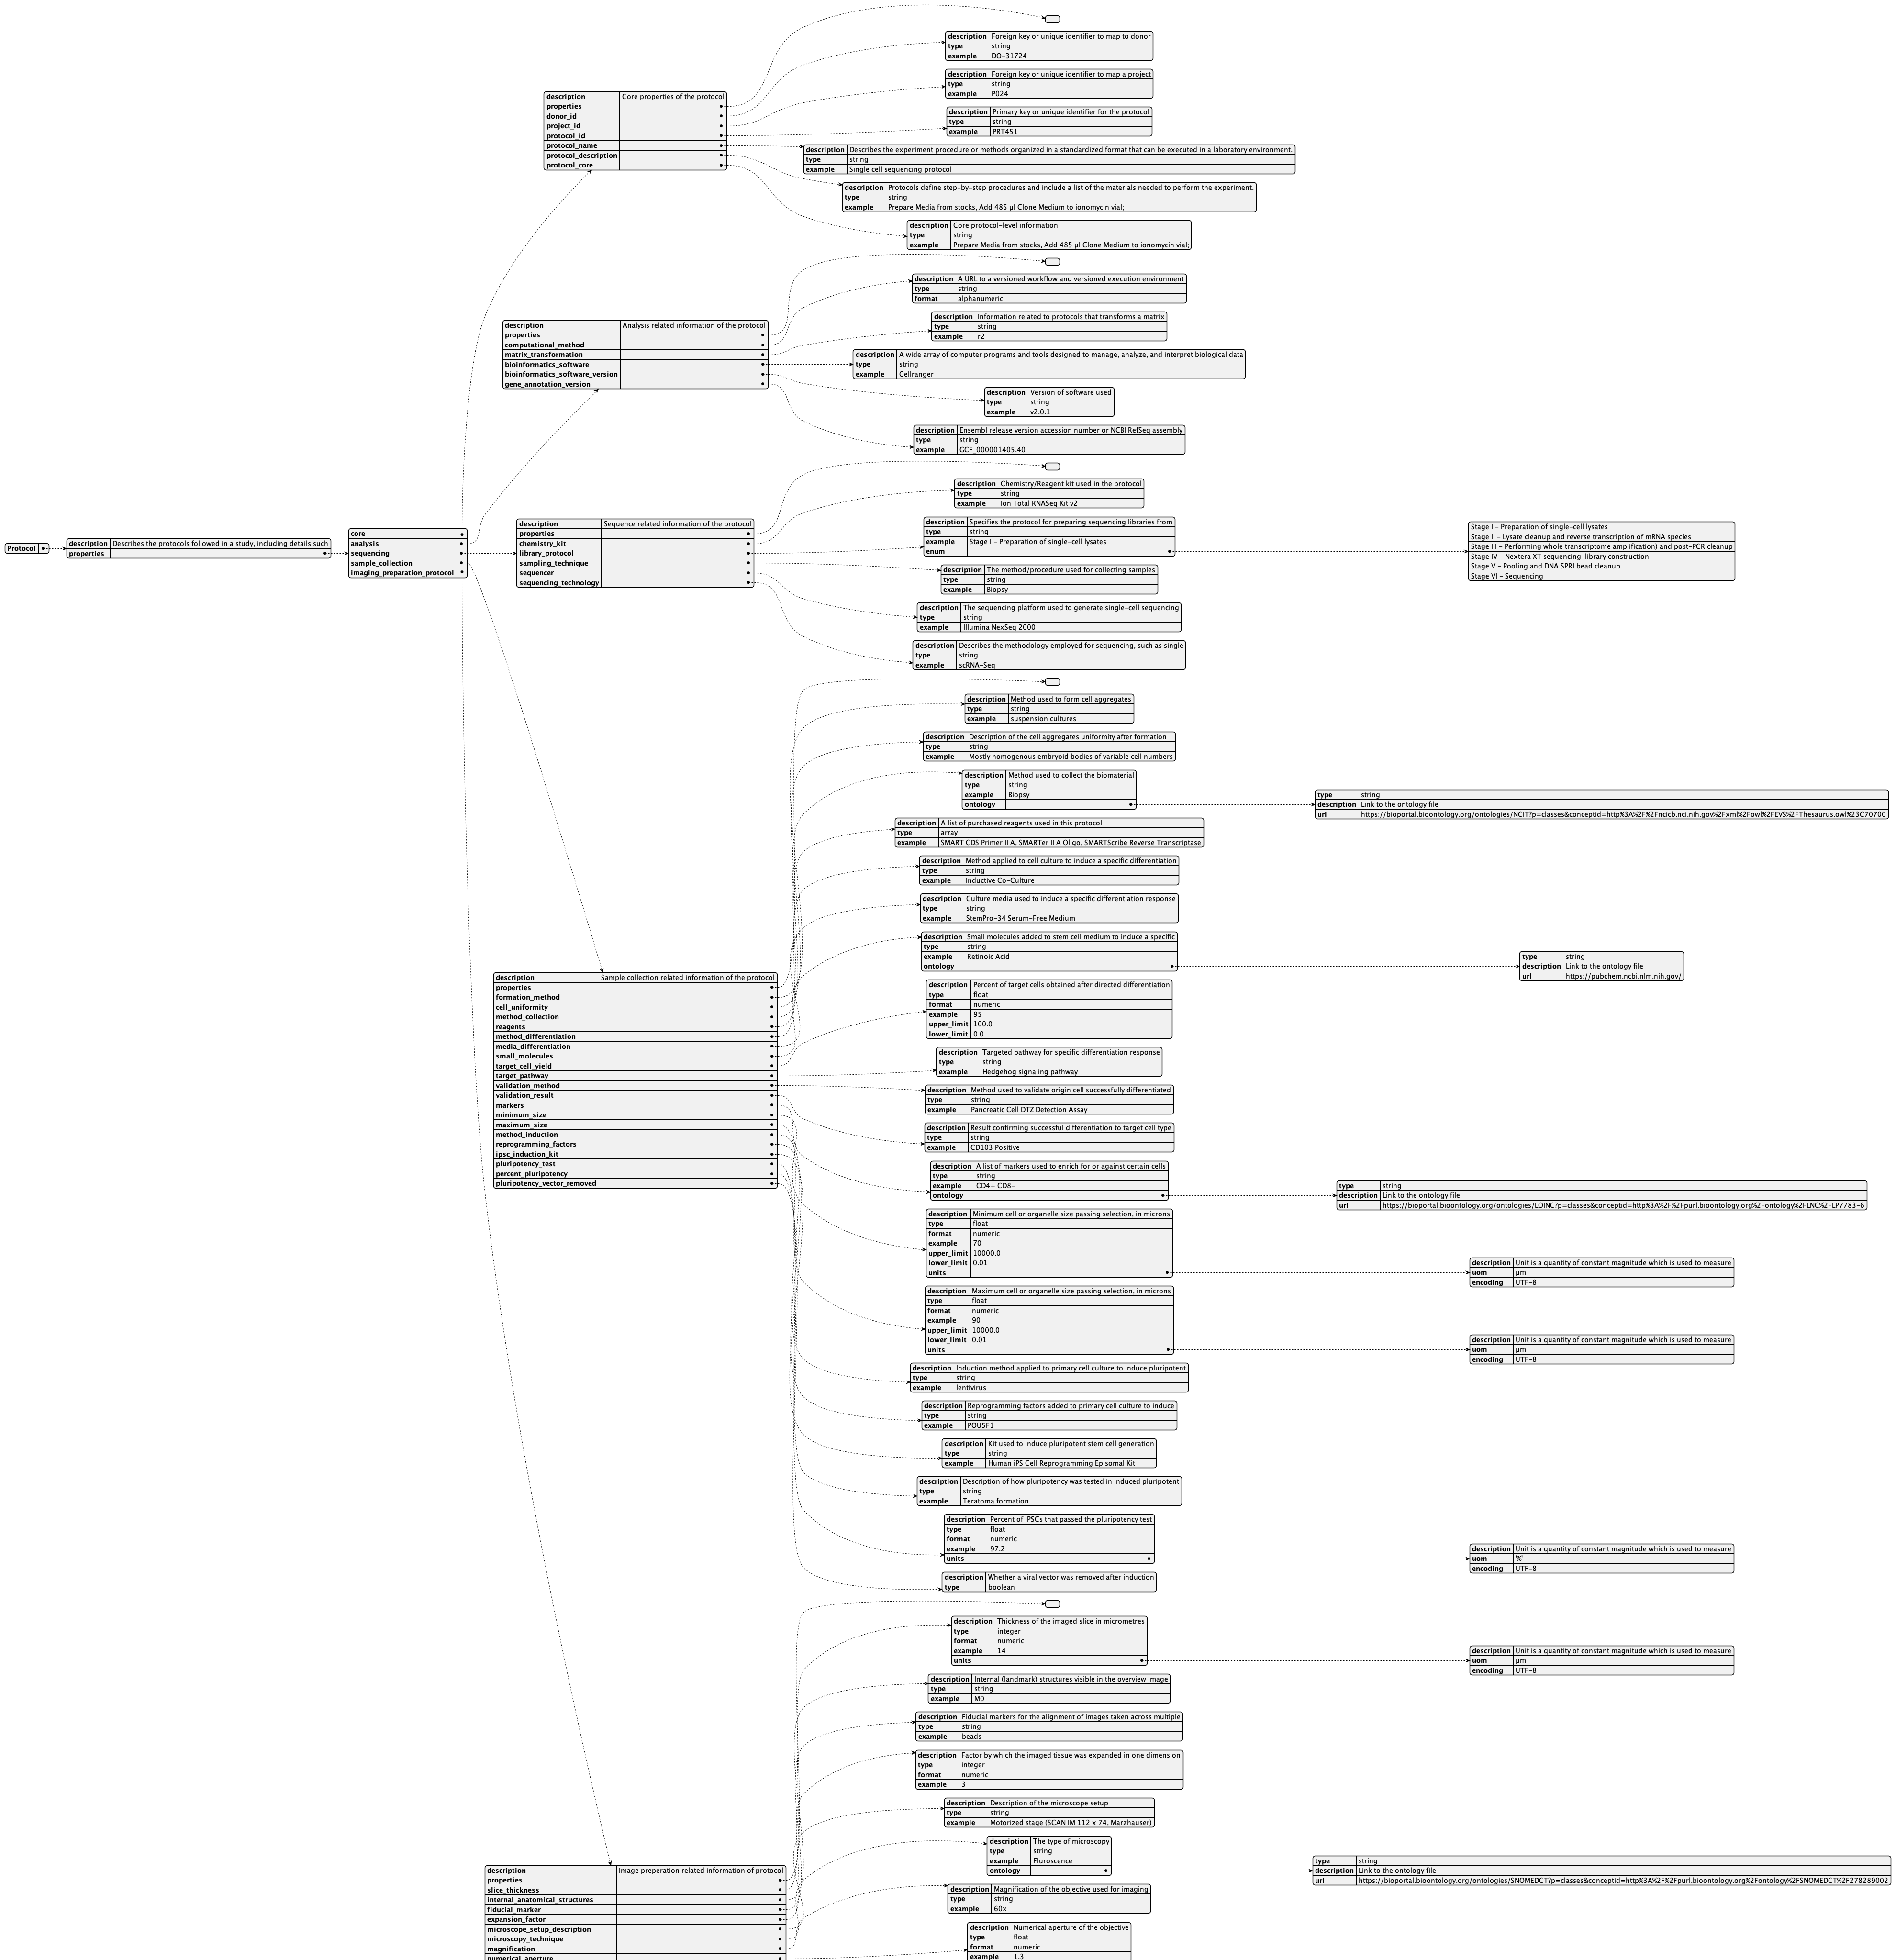 Protocol
description Describes the protocols followed in a study, including details such
properties
core
analysis
sequencing
sample_collection
imaging_preparation_protocol
description Core properties of the protocol
properties
donor_id
project_id
protocol_id
protocol_name
protocol_description
protocol_core
description Foreign key or unique identifier to map to donor
type string
example DO-31724
description Foreign key or unique identifier to map a project
type string
example P024
description Primary key or unique identifier for the protocol
type string
example PRT451
description Describes the experiment procedure or methods organized in a standardized format that can be executed in a laboratory environment.
type string
example Single cell sequencing protocol
description Protocols define step-by-step procedures and include a list of the materials needed to perform the experiment.
type string
example Prepare Media from stocks, Add 485 µl Clone Medium to ionomycin vial;
description Core protocol-level information
type string
example Prepare Media from stocks, Add 485 µl Clone Medium to ionomycin vial;
description Analysis related information of the protocol
properties
computational_method
matrix_transformation
bioinformatics_software
bioinformatics_software_version
gene_annotation_version
description A URL to a versioned workflow and versioned execution environment
type string
format alphanumeric
description Information related to protocols that transforms a matrix
type string
example r2
description A wide array of computer programs and tools designed to manage, analyze, and interpret biological data
type string
example Cellranger
description Version of software used
type string
example v2.0.1
description Ensembl release version accession number or NCBI RefSeq assembly
type string
example GCF_000001405.40
description Sequence related information of the protocol
properties
chemistry_kit
library_protocol
sampling_technique
sequencer
sequencing_technology
description Chemistry/Reagent kit used in the protocol
type string
example Ion Total RNASeq Kit v2
description Specifies the protocol for preparing sequencing libraries from
type string
example Stage I - Preparation of single-cell lysates
enum
Stage I - Preparation of single-cell lysates
Stage II - Lysate cleanup and reverse transcription of mRNA species
Stage III - Performing whole transcriptome amplification) and post-PCR cleanup
Stage IV - Nextera XT sequencing-library construction
Stage V - Pooling and DNA SPRI bead cleanup
Stage VI - Sequencing
description The method/procedure used for collecting samples
type string
example Biopsy
description The sequencing platform used to generate single-cell sequencing
type string
example Illumina NexSeq 2000
description Describes the methodology employed for sequencing, such as single
type string
example scRNA-Seq
description Sample collection related information of the protocol
properties
formation_method
cell_uniformity
method_collection
reagents
method_differentiation
media_differentiation
small_molecules
target_cell_yield
target_pathway
validation_method
validation_result
markers
minimum_size
maximum_size
method_induction
reprogramming_factors
ipsc_induction_kit
pluripotency_test
percent_pluripotency
pluripotency_vector_removed
description Method used to form cell aggregates
type string
example suspension cultures
description Description of the cell aggregates uniformity after formation
type string
example Mostly homogenous embryoid bodies of variable cell numbers
description Method used to collect the biomaterial
type string
example Biopsy
ontology
type string
description Link to the ontology file
url https://bioportal.bioontology.org/ontologies/NCIT?p=classes&conceptid=http%3A%2F%2Fncicb.nci.nih.gov%2Fxml%2Fowl%2FEVS%2FThesaurus.owl%23C70700
description A list of purchased reagents used in this protocol
type array
example SMART CDS Primer II A, SMARTer II A Oligo, SMARTScribe Reverse Transcriptase
description Method applied to cell culture to induce a specific differentiation
type string
example Inductive Co-Culture
description Culture media used to induce a specific differentiation response
type string
example StemPro-34 Serum-Free Medium
description Small molecules added to stem cell medium to induce a specific
type string
example Retinoic Acid
ontology
type string
description Link to the ontology file
url https://pubchem.ncbi.nlm.nih.gov/
description Percent of target cells obtained after directed differentiation
type float
format numeric
example 95
upper_limit 100.0
lower_limit 0.0
description Targeted pathway for specific differentiation response
type string
example Hedgehog signaling pathway
description Method used to validate origin cell successfully differentiated
type string
example Pancreatic Cell DTZ Detection Assay
description Result confirming successful differentiation to target cell type
type string
example CD103 Positive
description A list of markers used to enrich for or against certain cells
type string
example CD4+ CD8-
ontology
type string
description Link to the ontology file
url https://bioportal.bioontology.org/ontologies/LOINC?p=classes&conceptid=http%3A%2F%2Fpurl.bioontology.org%2Fontology%2FLNC%2FLP7783-6
description Minimum cell or organelle size passing selection, in microns
type float
format numeric
example 70
upper_limit 10000.0
lower_limit 0.01
units
description Unit is a quantity of constant magnitude which is used to measure
uom µm
encoding UTF-8
description Maximum cell or organelle size passing selection, in microns
type float
format numeric
example 90
upper_limit 10000.0
lower_limit 0.01
units
description Unit is a quantity of constant magnitude which is used to measure
uom µm
encoding UTF-8
description Induction method applied to primary cell culture to induce pluripotent
type string
example lentivirus
description Reprogramming factors added to primary cell culture to induce
type string
example POU5F1
description Kit used to induce pluripotent stem cell generation
type string
example Human iPS Cell Reprogramming Episomal Kit
description Description of how pluripotency was tested in induced pluripotent
type string
example Teratoma formation
description Percent of iPSCs that passed the pluripotency test
type float
format numeric
example 97.2
units
description Unit is a quantity of constant magnitude which is used to measure
uom '%'
encoding UTF-8
description Whether a viral vector was removed after induction
type boolean
description Image preperation related information of protocol
properties
slice_thickness
internal_anatomical_structures
fiducial_marker
expansion_factor
microscope_setup_description
microscopy_technique
magnification
numerical_aperture
description Thickness of the imaged slice in micrometres
type integer
format numeric
example 14
units
description Unit is a quantity of constant magnitude which is used to measure
uom µm
encoding UTF-8
description Internal (landmark) structures visible in the overview image
type string
example M0
description Fiducial markers for the alignment of images taken across multiple
type string
example beads
description Factor by which the imaged tissue was expanded in one dimension
type integer
format numeric
example 3
description Description of the microscope setup
type string
example Motorized stage (SCAN IM 112 x 74, Marzhauser)
description The type of microscopy
type string
example Fluroscence
ontology
type string
description Link to the ontology file
url https://bioportal.bioontology.org/ontologies/SNOMEDCT?p=classes&conceptid=http%3A%2F%2Fpurl.bioontology.org%2Fontology%2FSNOMEDCT%2F278289002
description Magnification of the objective used for imaging
type string
example 60x
description Numerical aperture of the objective
type float
format numeric
example 1.3